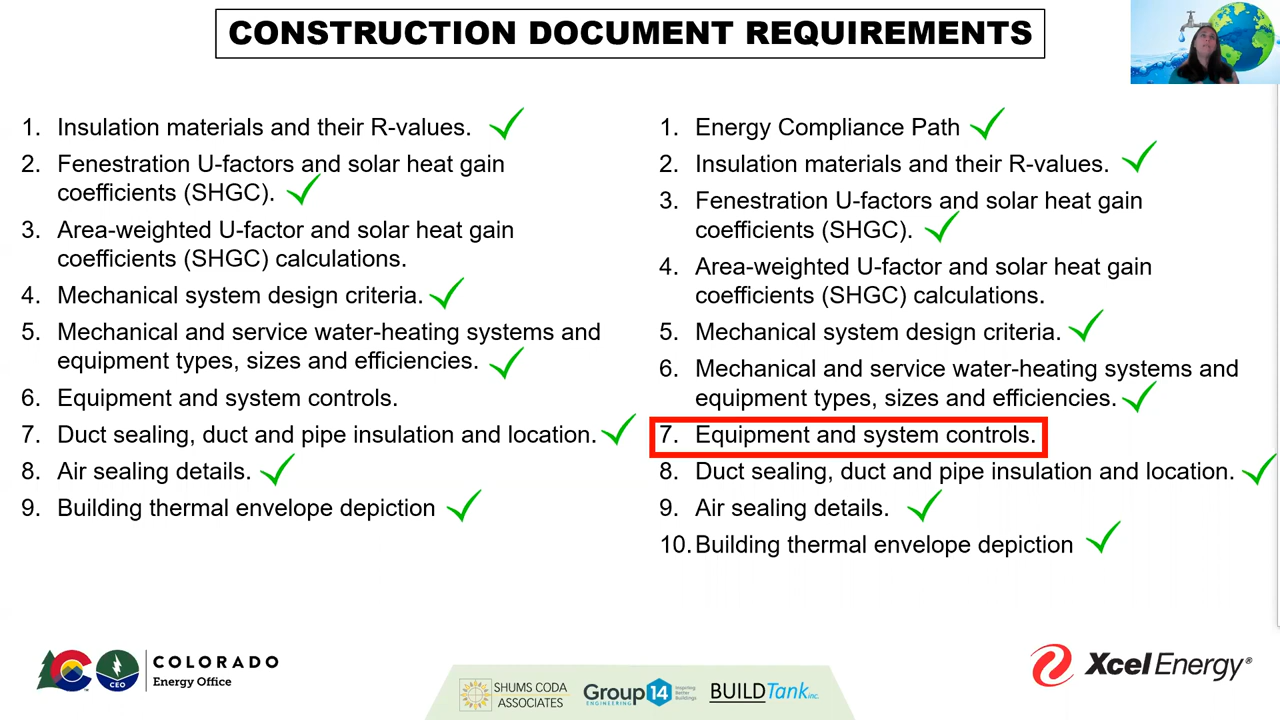 CONSTRUCTION DOCUMENT REQUIREMENTS
1. Insulation materials and their R-values.
2. Fenestration U-factors and solar heat gain
coefficients (SHGC).
3. Area-weighted U-factor and solar heat gain
coefficients (SHGC) calculations.
4. Mechanical system design criteria.
5. Mechanical and service water-heating systems and
equipment types, sizes and efficiencies.
6. Equipment and system controls.
7. Duct sealing, duct and pipe insulation and location.
8. Air sealing details.
9. Building thermal envelope depiction
1. Energy Compliance Path
2. Insulation materials and their R-values.
3. Fenestration U-factors and solar heat gain
coefficients (SHGC).
4. Area-weighted U-factor and solar heat gain
coefficients (SHGC) calculations.
5. Mechanical system design criteria.
6. Mechanical and service water-heating systems and
equipment types, sizes and efficiencies.
7. Equipment and system controls.
8. Duct sealing, duct and pipe insulation and location.
9. Air sealing details.
10. Building thermal envelope depiction
CEO
COLORADO
Energy Office
SHUMS CODA
ASSOCIATES
Group14
ENGINEERING
Inspiring
Better
Buildings
BUILDTank inc.
Xcel Energy®